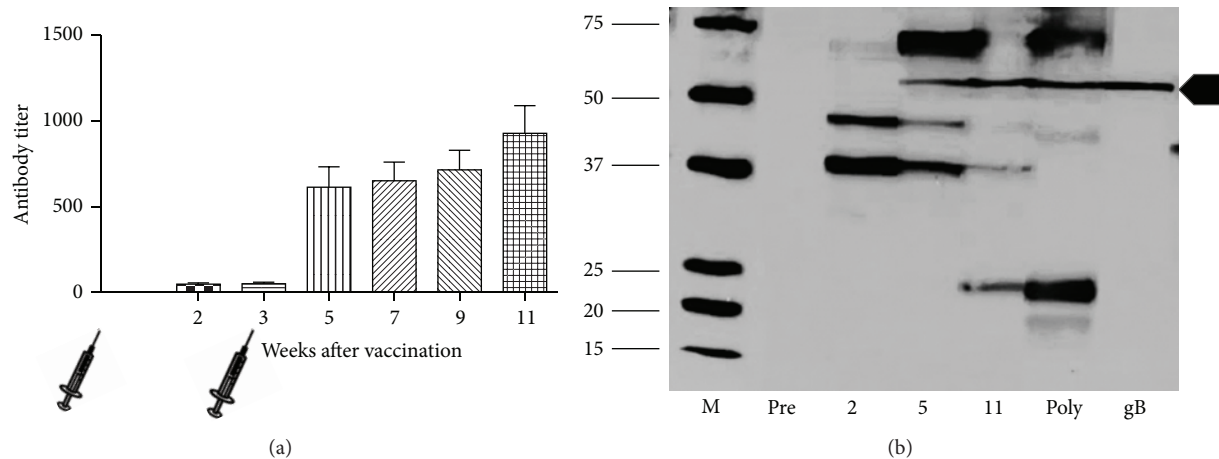 1500
1000
500
0
Antibody titer
2 3 5 7 9 11
Weeks after vaccination
(a)
75
50
37
25
20
15
M Pre 2 5 11 Poly gB
(b)